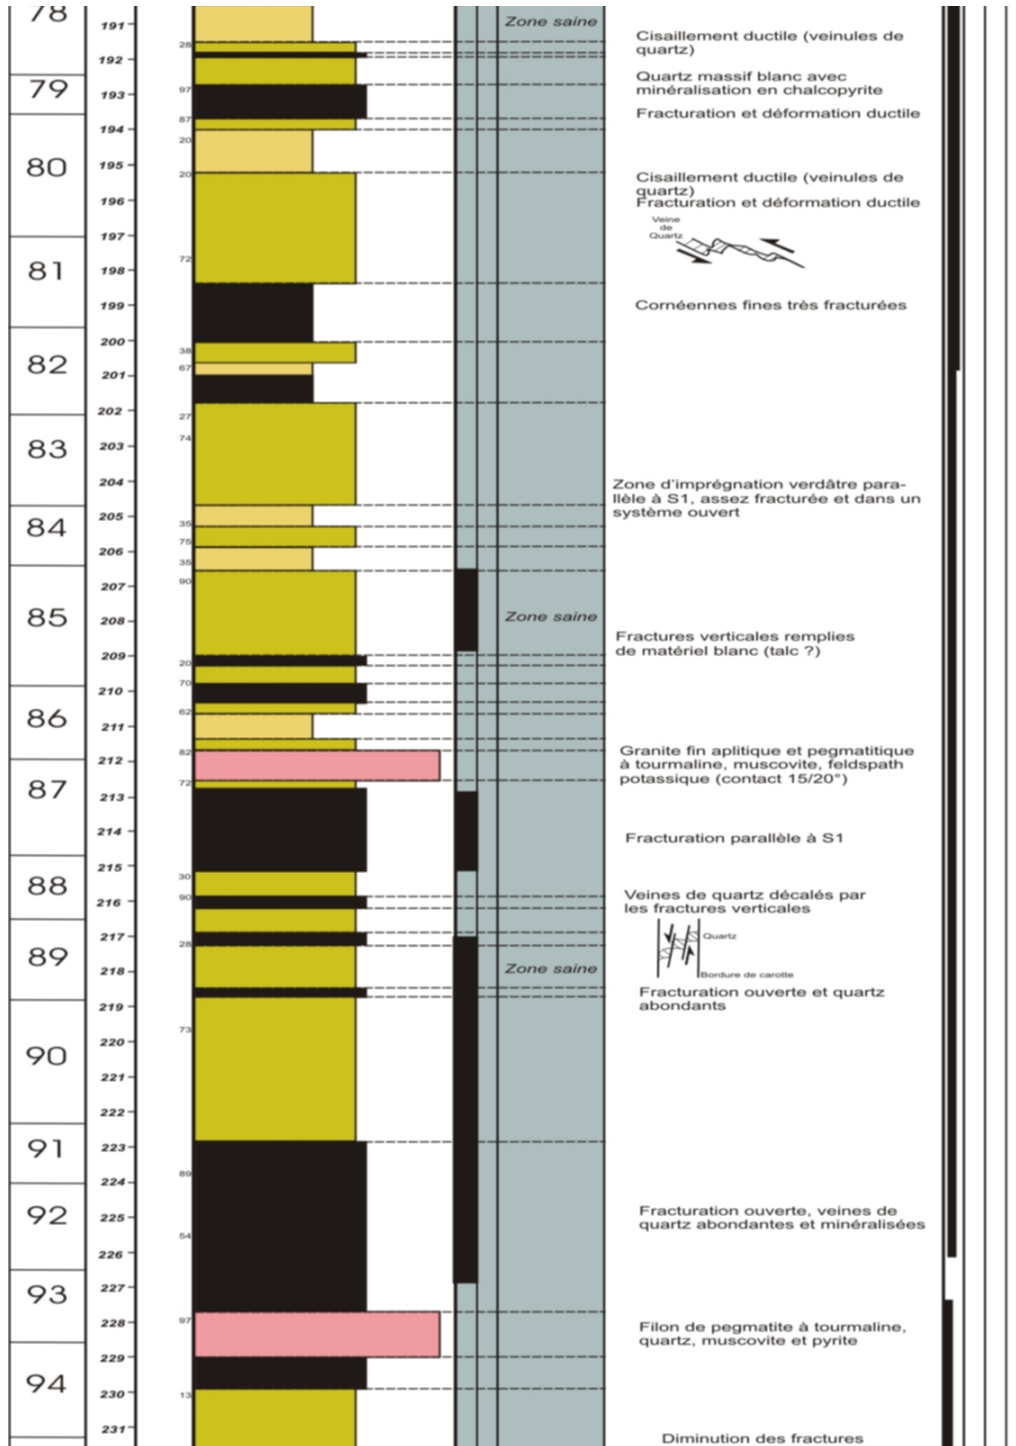 78
191
Zone saine
Cisaillement ductile (veinules de
quartz)
28
192
Quartz massif blanc avec
minéralisation en chalcopyrite
79
97
193
Fracturation et déformation ductile
87
194
20
80
195
20
Cisaillement ductile (veinules de
quartz)
196
Fracturation et déformation ductile
Veine
de
Quartz
197
72
81
198
199
Cornéennes fines très fracturées
200
38
82
67
201
202
27
74
83
203
204
Zone d'imprégnation verdâtre para-
llèle à S1, assez fracturée et dans un
système ouvert
205
35
84
75
206
35
90
207
85
208
Zone saine
Fractures verticales remplies
de matériel blanc (talc ?)
209
20
70
210
62
86
211
82
212
Granite fin aplitique et pegmatitique
à tourmaline, muscovite, feldspath
potassique (contact 15/20°)
72
87
213
214
Fracturation parallèle à S1
215
30
88
90
216
Veines de quartz décalés par
les fractures verticales
217
Quartz
28
89
218
Zone saine
Bordure de carotte
Fracturation ouverte et quartz
abondants
219
73
220
90
221
222
223
91
89
224
92
225
Fracturation ouverte, veines de
quartz abondantes et minéralisées
54
226
227
93
97
228
Filon de pegmatite à tourmaline,
quartz, muscovite et pyrite
229
94
13
230
231
Diminution des fractures